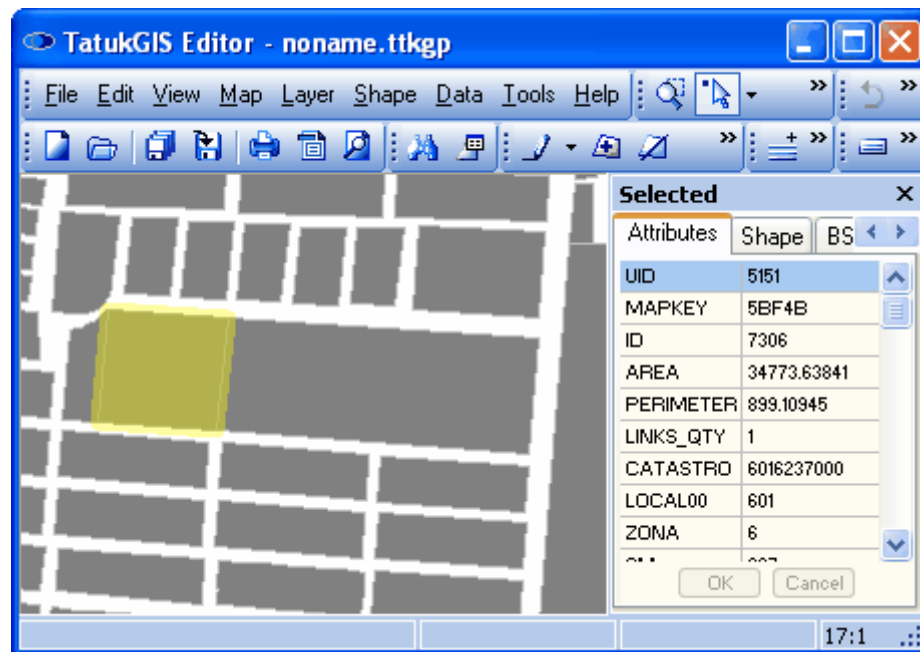 TatukGIS Editor - noname.ttkgp
File Edit View Map Layer Shape Data Tools Help
Selected
Attributes Shape BS
UID 5151
MAPKEY 5BF4B
ID 7306
AREA 34773.63841
PERIMETER 899.10945
LINKS_QTY 1
CATASTRO 6016237000
LOCAL00 601
ZONA 6
OK Cancel
17:1